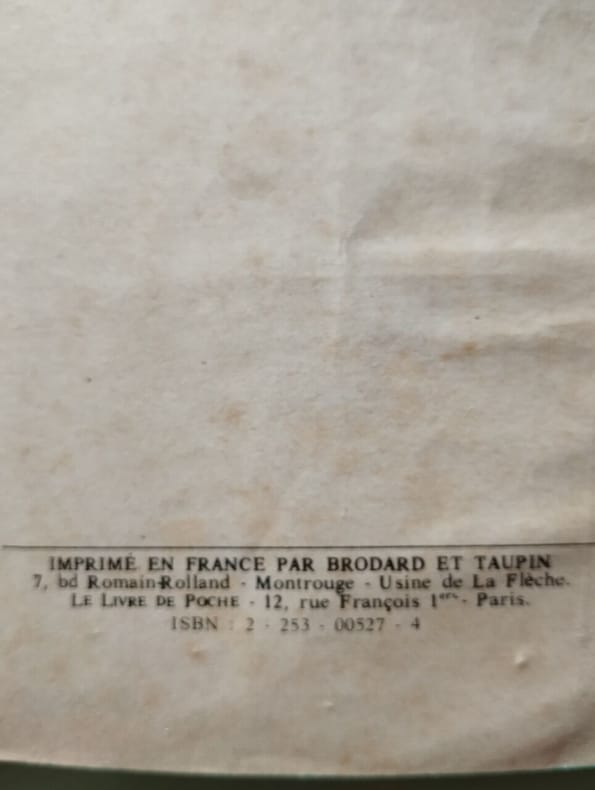 IMPRIMÉ EN FRANCE PAR BRODARD ET TAUPIN
7, bd Romain-Rolland - Montrouge - Usine de La Flèche.
LE LIVRE DE POCHE - 12, rue François 1er - Paris.
ISBN : 2 - 253 - 00527 - 4